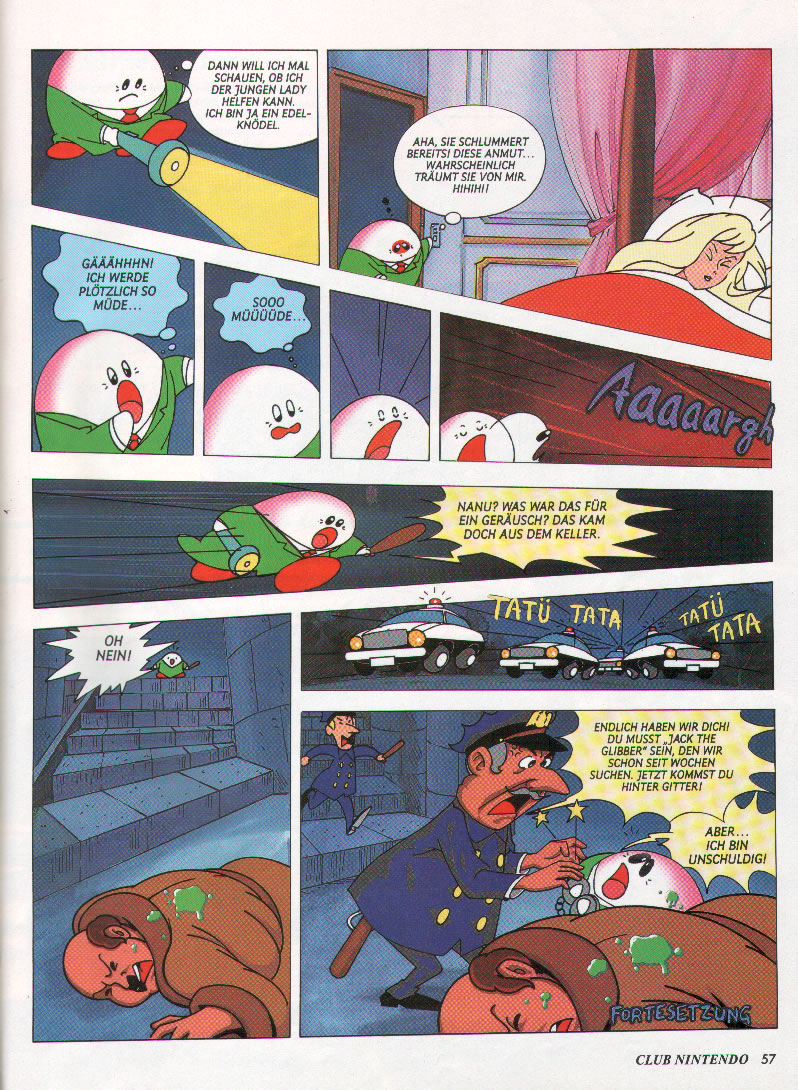 DANN WILL ICH MAL
SCHAUEN, OB ICH
DER JUNGEN LADY
HELFEN KANN.
ICH BIN JA EIN EDEL-
KNÖDEL.
AHA, SIE SCHLUMMERT
BEREITS! DIESE ANMUT...
WAHRSCHEINLICH
TRÄUMT SIE VON MIR.
HIHIHI!
GÄÄÄHHHN!
ICH WERDE
PLÖTZLICH SO
MÜDE...
SOOO
MÜÜÜÜDE...
Aaaaargh
NANU? WAS WAR DAS FÜR
EIN GERÄUSCH? DAS KAM
DOCH AUS DEM KELLER.
OH
NEIN!
TATÜ TATA
TATÜ
TATA
ENDLICH HABEN WIR DICH!
DU MUSST „JACK THE
GLIBBER“ SEIN, DEN WIR
SCHON SEIT WOCHEN
SUCHEN. JETZT KOMMST DU
HINTER GITTER!
ABER...
ICH BIN
UNSCHULDIG!
FORTESETZUNG
CLUB NINTENDO 57